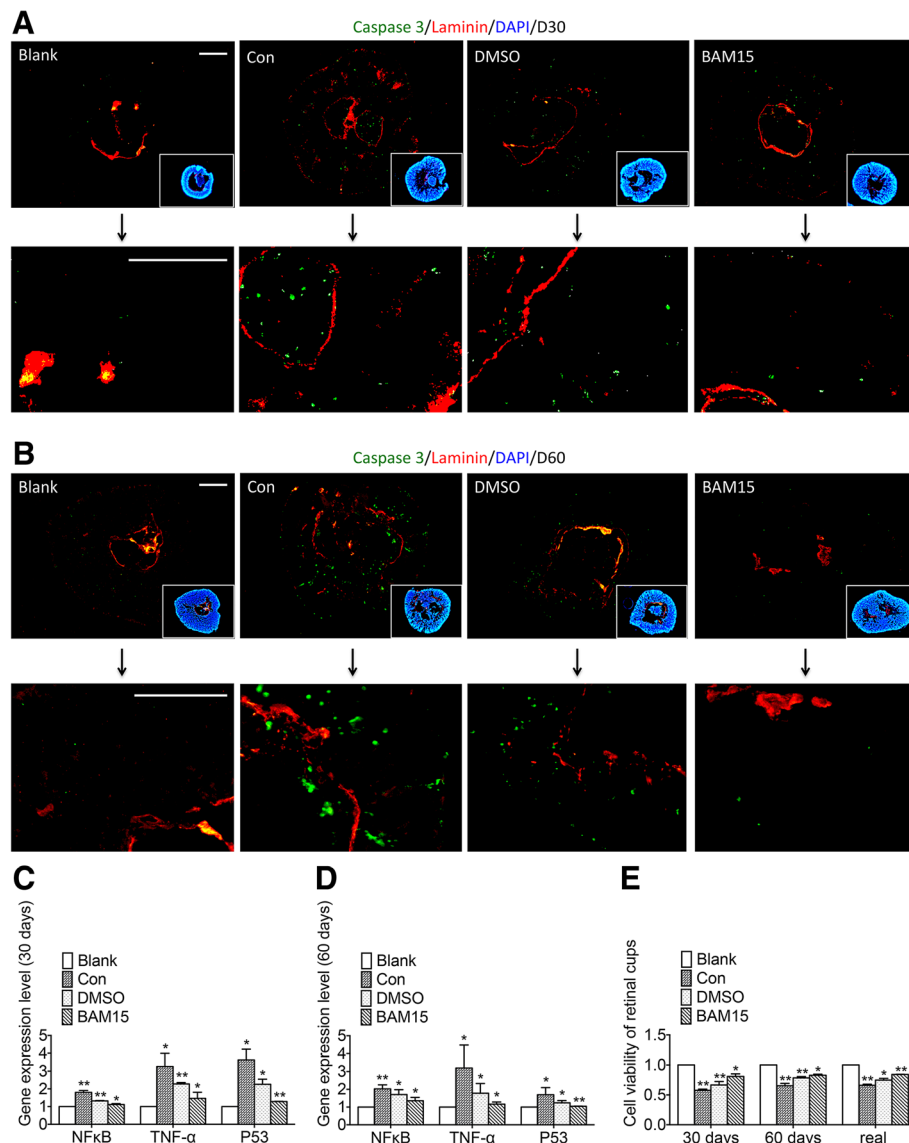 A
Caspase 3/Laminin/DAPI/D30
Blank
Con
DMSO
BAM15
B
Caspase 3/Laminin/DAPI/D60
Blank
Con
DMSO
BAM15
C
Gene expression level (30 days)
Blank
Con
DMSO
BAM15
5
4
3
2
1
0
** ** *
* ** *
* * **
NFκB TNF-α P53
D
Gene expression level (60 days)
Blank
Con
DMSO
BAM15
5
4
3
2
1
0
** * *
* * *
* * **
NFκB TNF-α P53
E
Cell viability of retinal cups
Blank
Con
DMSO
BAM15
1.5
1.0
0.5
0.0
** ** *
** ** *
** * **
30 days 60 days real